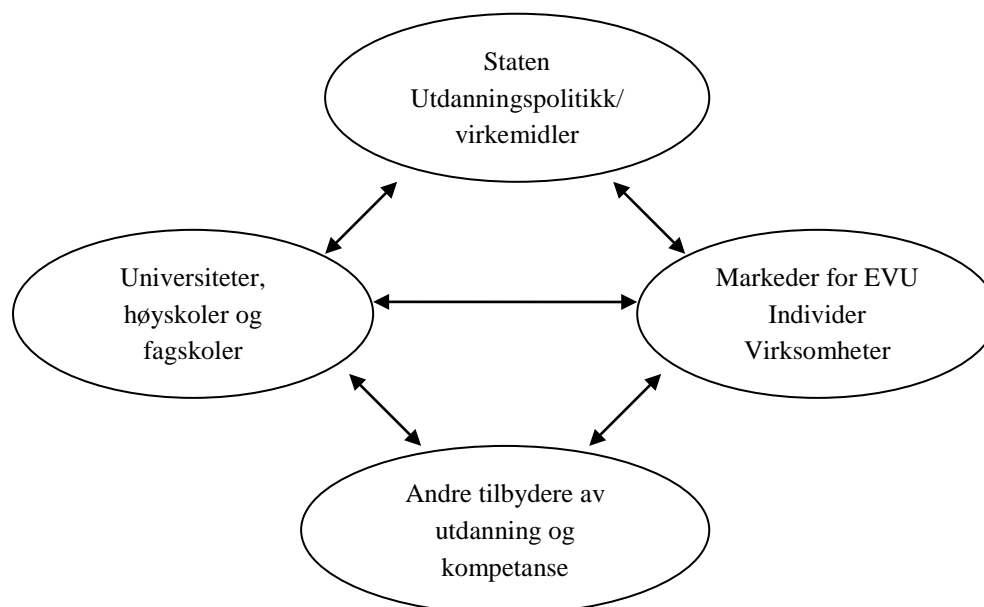 Staten
Utdanningspolitikk/
virkemidler
Universiteter,
høyskoler og
fagskoler
Markeder for EVU
Individer
Virksomheter
Andre tilbydere av
utdanning og
kompetanse